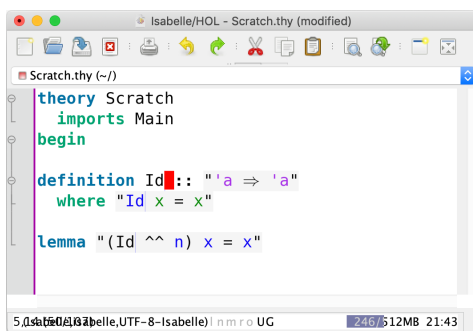 Isabelle/HOL - Scratch.thy (modified)
Scratch.thy (~/)
theory Scratch
imports Main
begin
definition Id :: "'a ⇒ 'a"
where "Id x = x"
lemma "(Id ^^ n) x = x"
(isabelle,isabelle,UTF-8-Isabelle) l n m r o UG 246/512MB 21:43